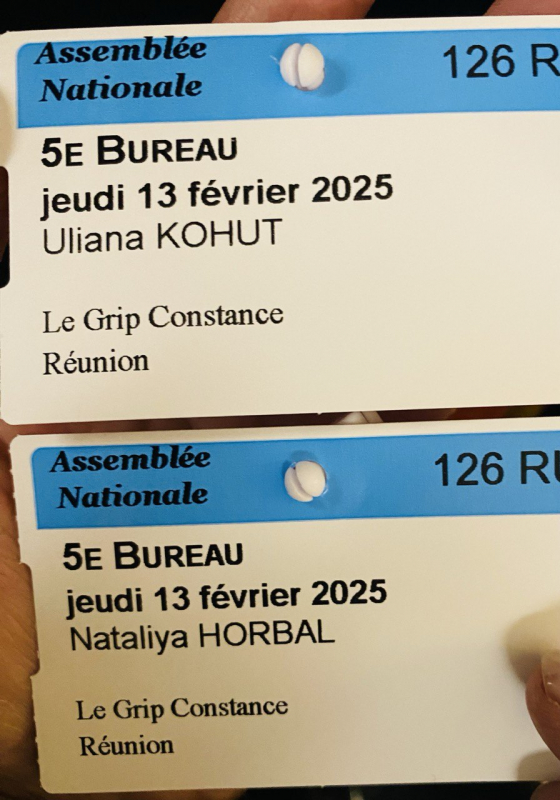 Assemblée
Nationale
126 R
5E BUREAU
jeudi 13 février 2025
Uliana KOHUT
Le Grip Constance
Réunion
Assemblée
Nationale
126 RU
5E BUREAU
jeudi 13 février 2025
Nataliya HORBAL
Le Grip Constance
Réunion